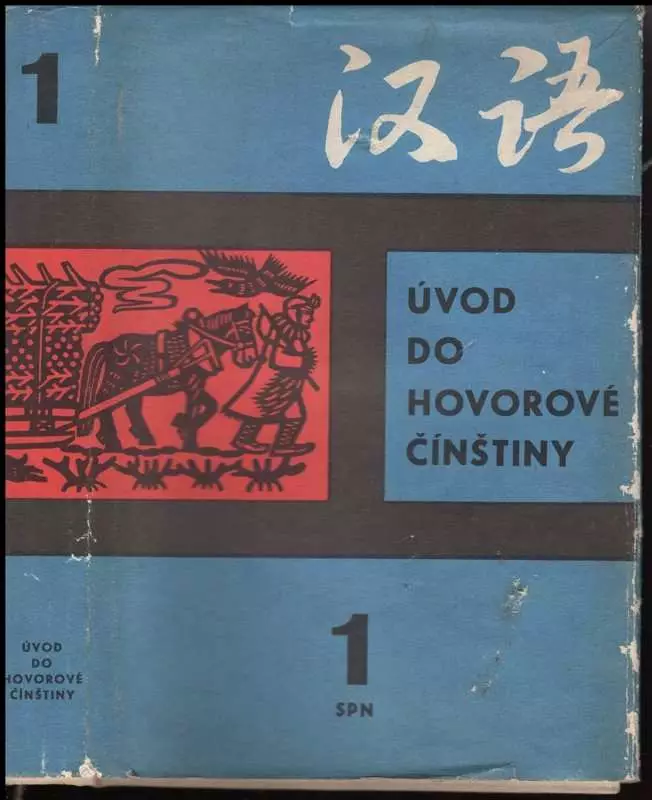 1
汉语
ÚVOD
DO
HOVOROVÉ
ČÍNŠTINY
1
SPN
ÚVOD
DO
HOVOROVÉ
ČÍNŠTINY